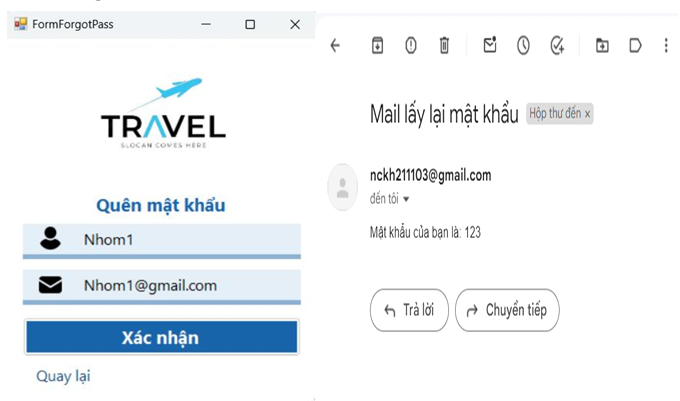 FormForgotPass
TRAVEL
SLOGAN COMES HERE
Quên mật khẩu
Nhom1
Nhom1@gmail.com
Xác nhận
Quay lại
Mail lấy lại mật khẩu Hộp thư đến ×
nckh211103@gmail.com
đến tôi
Mật khẩu của bạn là: 123
Trả lời
Chuyển tiếp